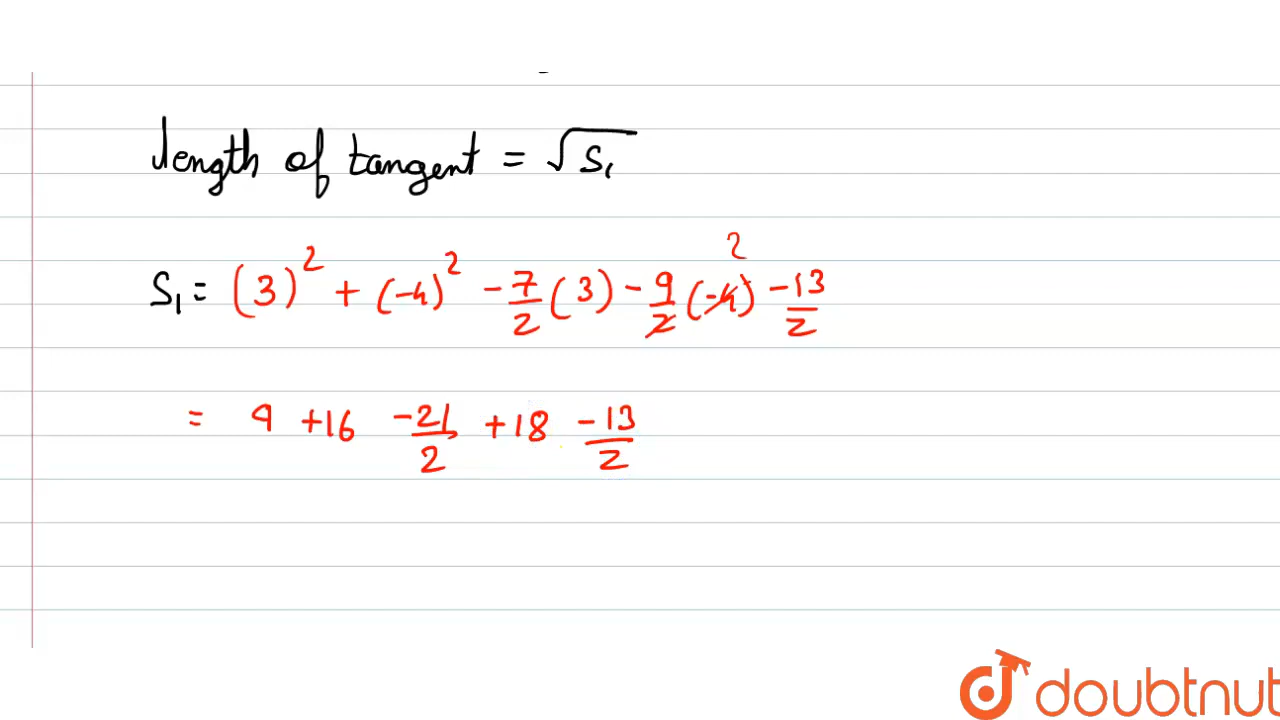 length of tangent = √S₁
S₁ = (3)² + (-4)² - 7/2 (3) - 9/2 (-4) 2 - 13/2
= 9 + 16 - 21/2 + 18 - 13/2
doubtnut